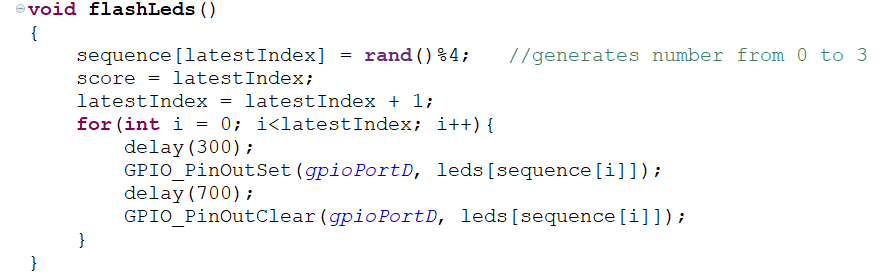 void flashLeds()
{
    sequence[latestIndex] = rand()%4;   //generates number from 0 to 3
    score = latestIndex;
    latestIndex = latestIndex + 1;
    for(int i = 0; i<latestIndex; i++){
        delay(300);
        GPIO_PinOutSet(gpioPortD, leds[sequence[i]]);
        delay(700);
        GPIO_PinOutClear(gpioPortD, leds[sequence[i]]);
    }
}